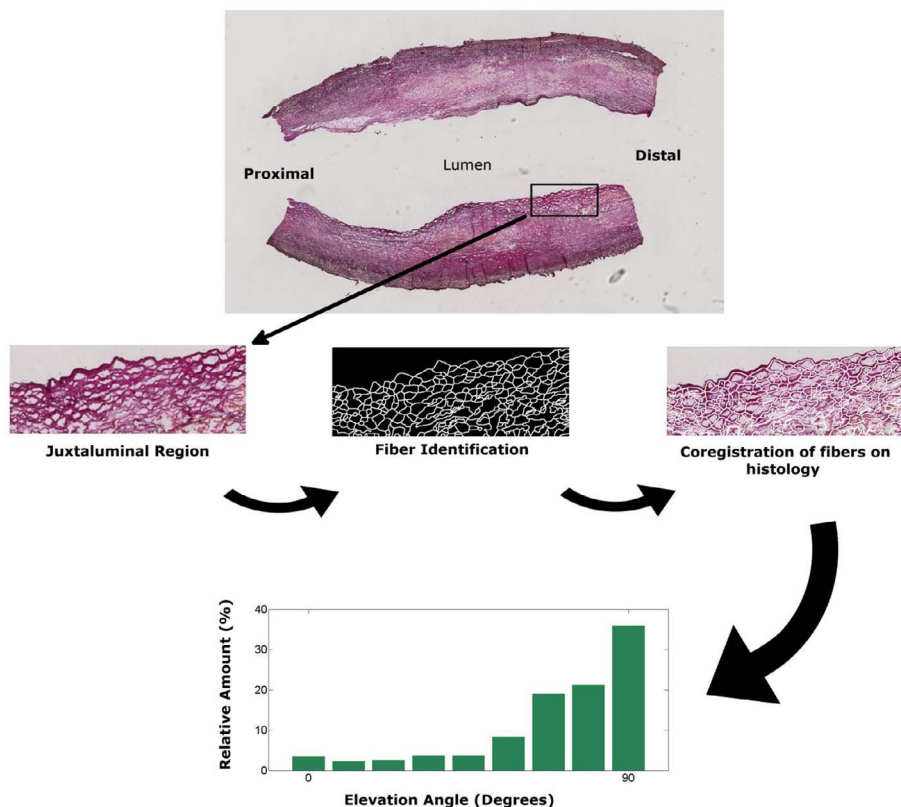 Lumen
Distal
Proximal
Juxtaluminal Region
Fiber Identification
Coregistration of fibers on
histology
Relative Amount (%)
40
30
20
10
0
0
90
Elevation Angle (Degrees)